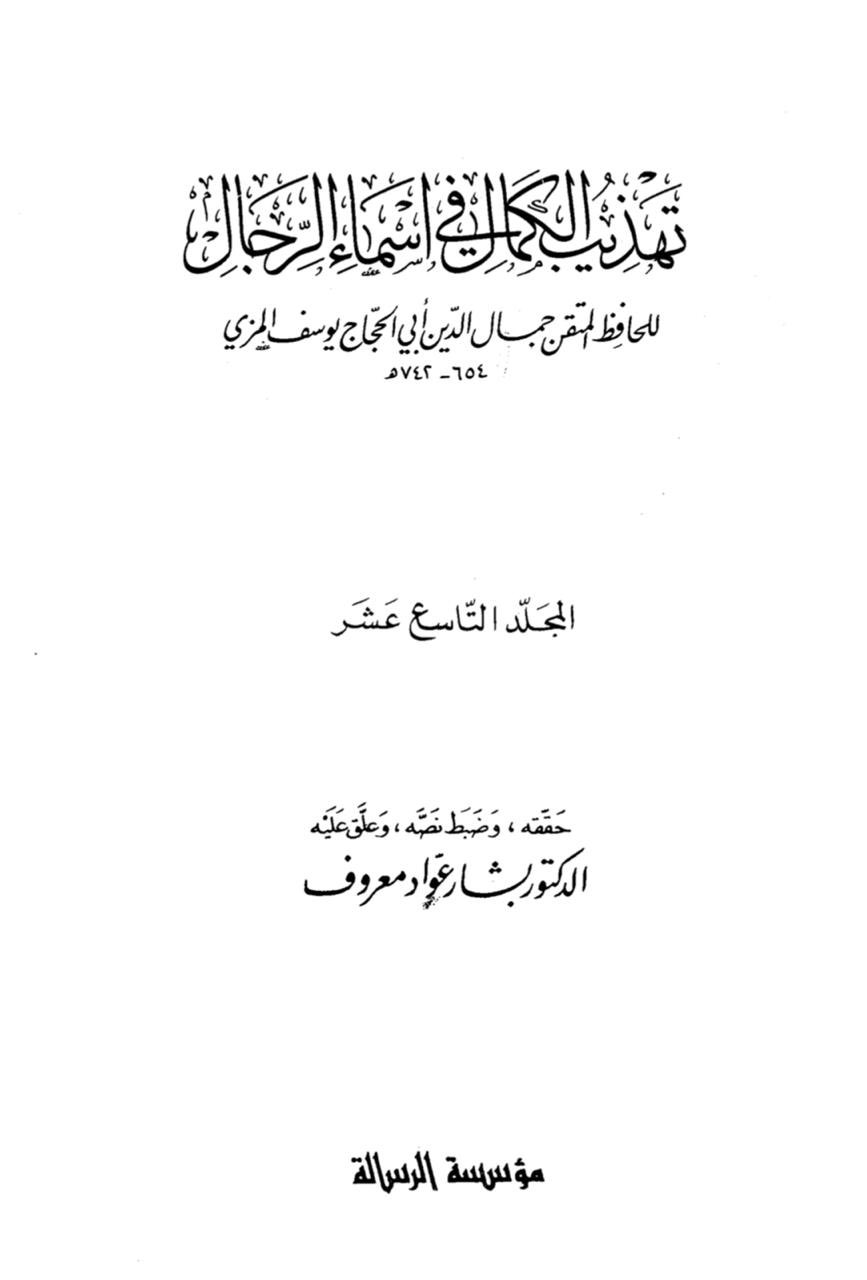 تهذيب الكمال في أسماء الرجال
للحافظ المتقن جمال الدين أبي الحجاج يوسف المزي
٦٥٤ - ٧٤٢هـ
المجلد التاسع عشر
حققه، وضبط نصه، وعلق عليه
الدكتور بشار عواد معروف
مؤسسة الرسالة